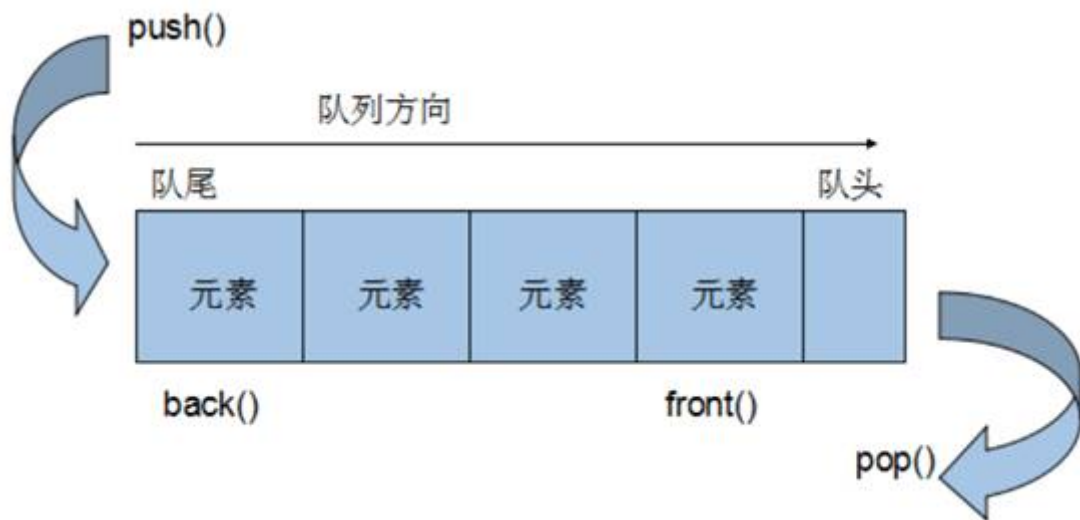 push()
队列方向
队尾
队头
元素
元素
元素
元素
back()
front()
pop()